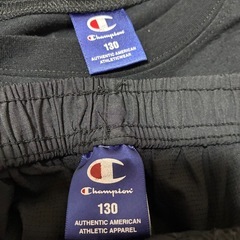 Champion
130
AUTHENTIC AMERICAN
ATHLETICWEAR
Champion
130
AUTHENTIC AMERICAN
ATHLETIC APPAREL